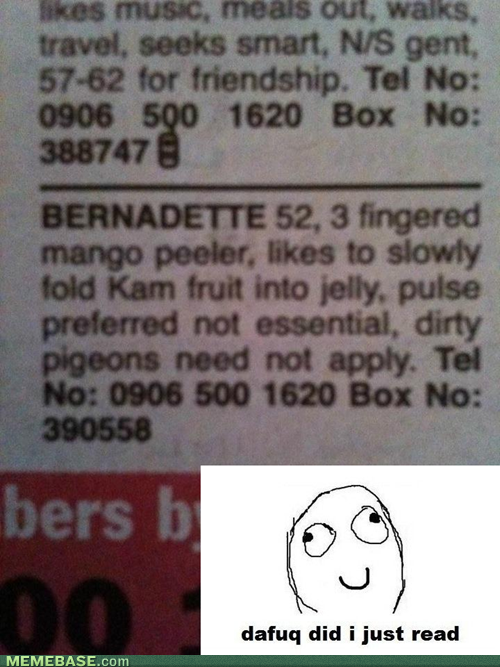 likes music, meals out, walks,
travel, seeks smart, N/S gent,
57-62 for friendship. Tel No:
0906 500 1620 Box No:
388747
BERNADETTE 52, 3 fingered
mango peeler, likes to slowly
fold Kam fruit into jelly, pulse
preferred not essential, dirty
pigeons need not apply. Tel
No: 0906 500 1620 Box No:
390558
bers by
00 1
dafuq did i just read
MEMEBASE.com